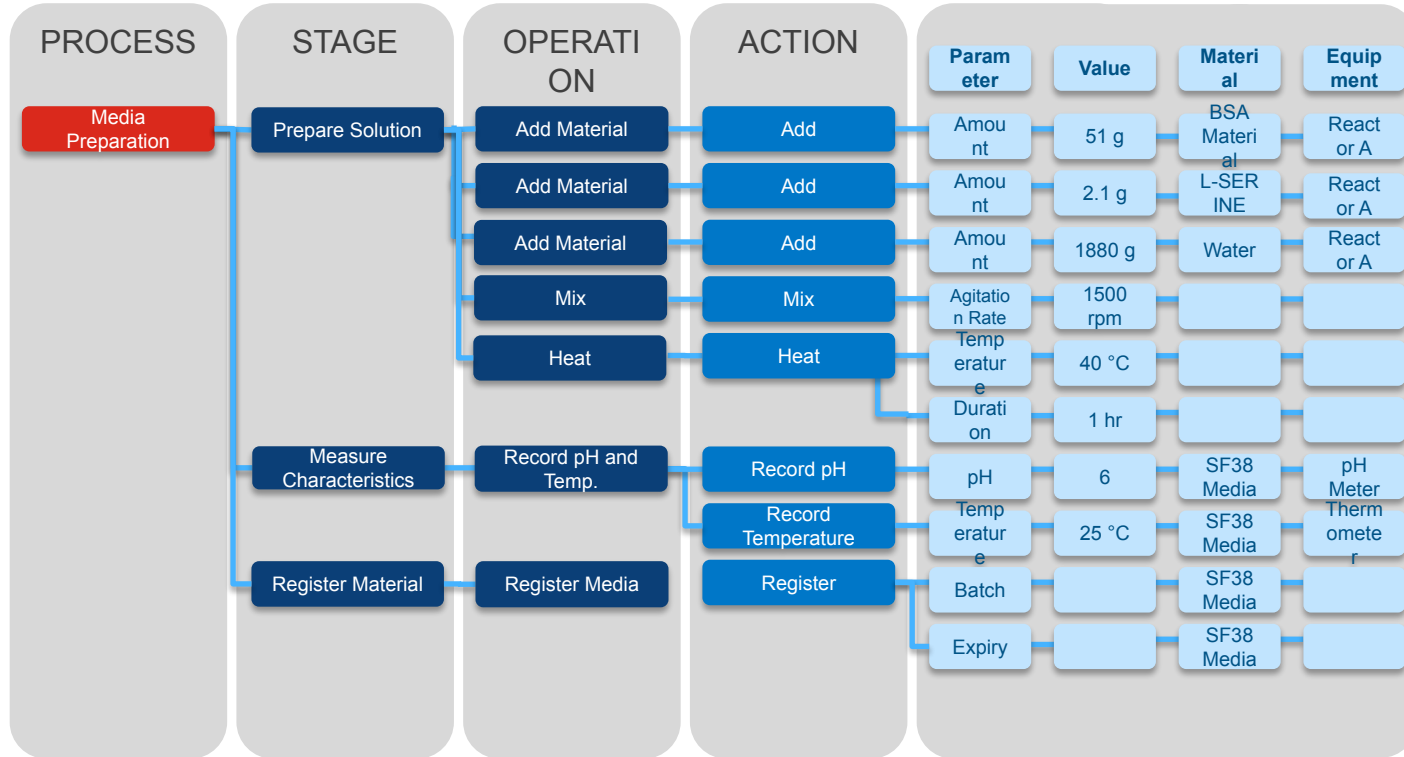 PROCESS
STAGE
OPERATI
ON
ACTION
Param
eter
Value
Materi
al
Equip
ment
Media
Preparation
Prepare Solution
Add Material
Add
Amou
nt
51 g
BSA
Materi
al
React
or A
Add Material
Add
Amou
nt
2.1 g
L-SER
INE
React
or A
Add Material
Add
Amou
nt
1880 g
Water
React
or A
Mix
Mix
Agitatio
n Rate
1500
rpm
Heat
Heat
Temp
eratur
e
40 °C
Durati
on
1 hr
Measure
Characteristics
Record pH and
Temp.
Record pH
pH
6
SF38
Media
pH
Meter
Record
Temperature
Temp
eratur
e
25 °C
SF38
Media
Therm
omete
r
Register Material
Register Media
Register
Batch
SF38
Media
Expiry
SF38
Media